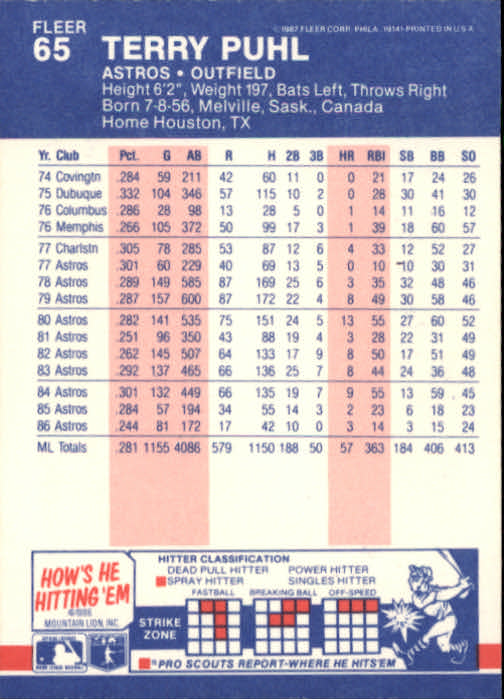 FLEER
65 TERRY PUHL
©1987 FLEER CORP. PHILA. 19141-PRINTED IN U.S.A.
ASTROS • OUTFIELD
Height 6'2", Weight 197, Bats Left, Throws Right
Born 7-8-56, Melville, Sask., Canada
Home Houston, TX
Yr. Club Pct. G AB R H 2B 3B HR RBI SB BB SO
74 Covingtn .284 59 211 42 60 11 0 0 21 17 24 26
75 Dubuque .332 104 346 57 115 10 2 0 28 30 41 30
76 Columbus .286 28 98 13 28 5 0 1 14 11 16 12
76 Memphis .266 105 372 50 99 17 3 1 39 18 60 57
77 Charlstn .305 78 285 53 87 12 6 4 33 12 52 27
77 Astros .301 60 229 40 69 13 5 0 10 10 30 31
78 Astros .289 149 585 87 169 25 6 3 35 32 48 46
79 Astros .287 157 600 87 172 22 4 8 49 30 58 46
80 Astros .282 141 535 75 151 24 5 13 55 27 60 52
81 Astros .251 96 350 43 88 19 4 3 28 22 31 49
82 Astros .262 145 507 64 133 17 9 8 50 17 51 49
83 Astros .292 137 465 66 136 25 7 8 44 24 36 48
84 Astros .301 132 449 66 135 19 7 9 55 13 59 45
85 Astros .284 57 194 34 55 14 3 2 23 6 18 23
86 Astros .244 81 172 17 42 10 0 3 14 3 15 24
ML Totals .281 1155 4086 579 1150 188 50 57 363 184 406 413
HOW'S HE
HITTING 'EM
©1986
MOUNTAIN LION, INC
HITTER CLASSIFICATION
DEAD PULL HITTER POWER HITTER
SPRAY HITTER SINGLES HITTER
FASTBALL BREAKING BALL OFF-SPEED
STRIKE
ZONE
"PRO SCOUTS REPORT-WHERE HE HITS'EM